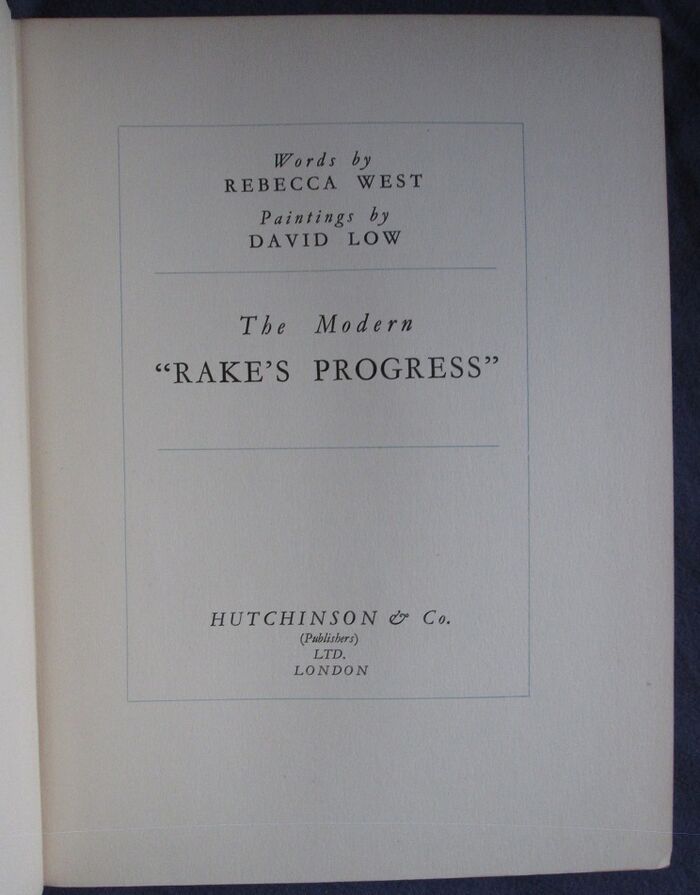 Words by
REBECCA WEST
Paintings by
DAVID LOW
The Modern
“RAKE’S PROGRESS”
HUTCHINSON & Co.
(Publishers)
LTD.
LONDON